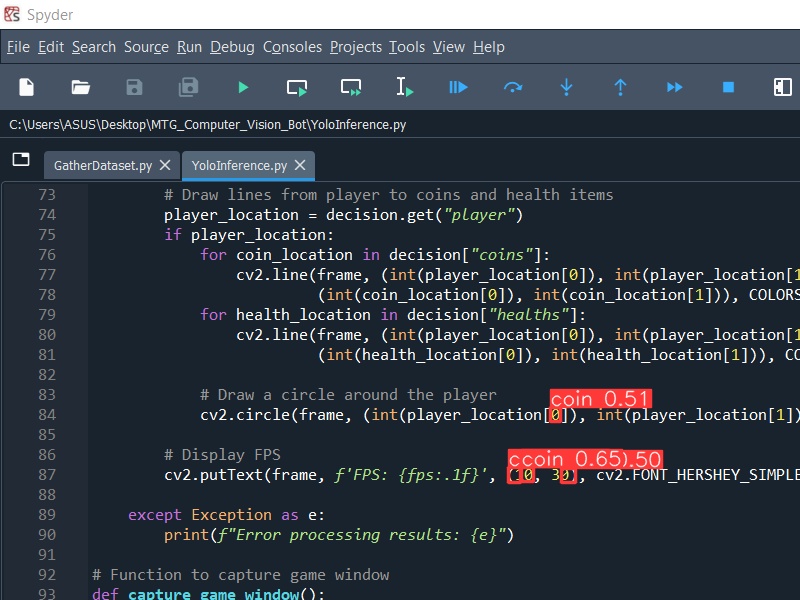 Spyder
File Edit Search Source Run Debug Consoles Projects Tools View Help
C:\Users\ASUS\Desktop\MTG_Computer_Vision_Bot\YoloInference.py
GatherDataset.py YoloInference.py
73 # Draw lines from player to coins and health items
74 player_location = decision.get("player")
75 if player_location:
76 for coin_location in decision["coins"]:
77 cv2.line(frame, (int(player_location[0]), int(player_location[1
78 (int(coin_location[0]), int(coin_location[1])), COLORS
79 for health_location in decision["healths"]:
80 cv2.line(frame, (int(player_location[0]), int(player_location[1
81 (int(health_location[0]), int(health_location[1])), CO
82
83 # Draw a circle around the player
coin 0.51
84 cv2.circle(frame, (int(player_location[0]), int(player_location[1])
85
86 # Display FPS
ccoin 0.65).50
87 cv2.putText(frame, f'FPS: {fps:.1f}', (10, 30), cv2.FONT_HERSHEY_SIMPLE
88
89 except Exception as e:
90 print(f"Error processing results: {e}")
91
92 # Function to capture game window
93 def capture_game_window():